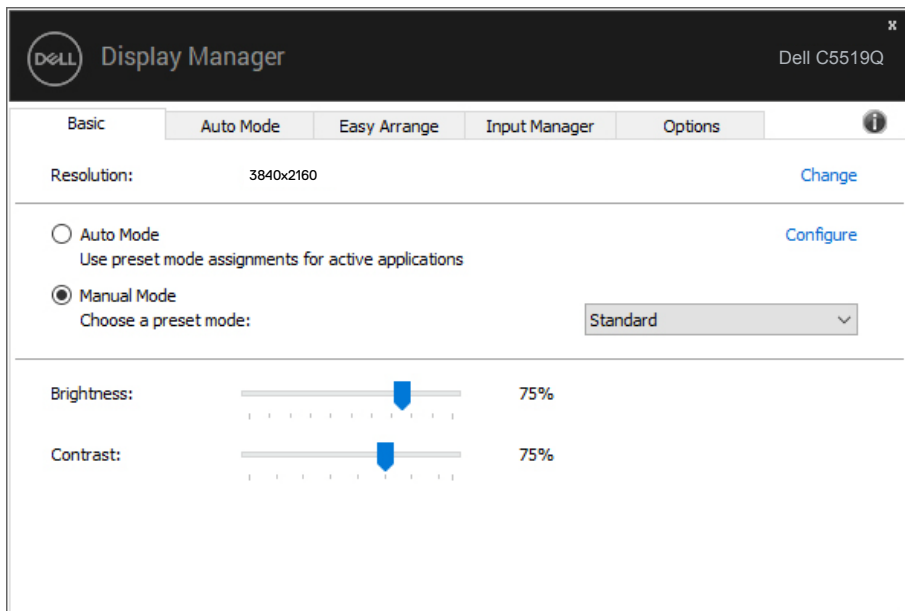 x
DELL Display Manager Dell C5519Q
Basic Auto Mode Easy Arrange Input Manager Options i
Resolution: 3840x2160 Change
Auto Mode Configure
Use preset mode assignments for active applications
Manual Mode
Choose a preset mode: Standard
Brightness: 75%
Contrast: 75%